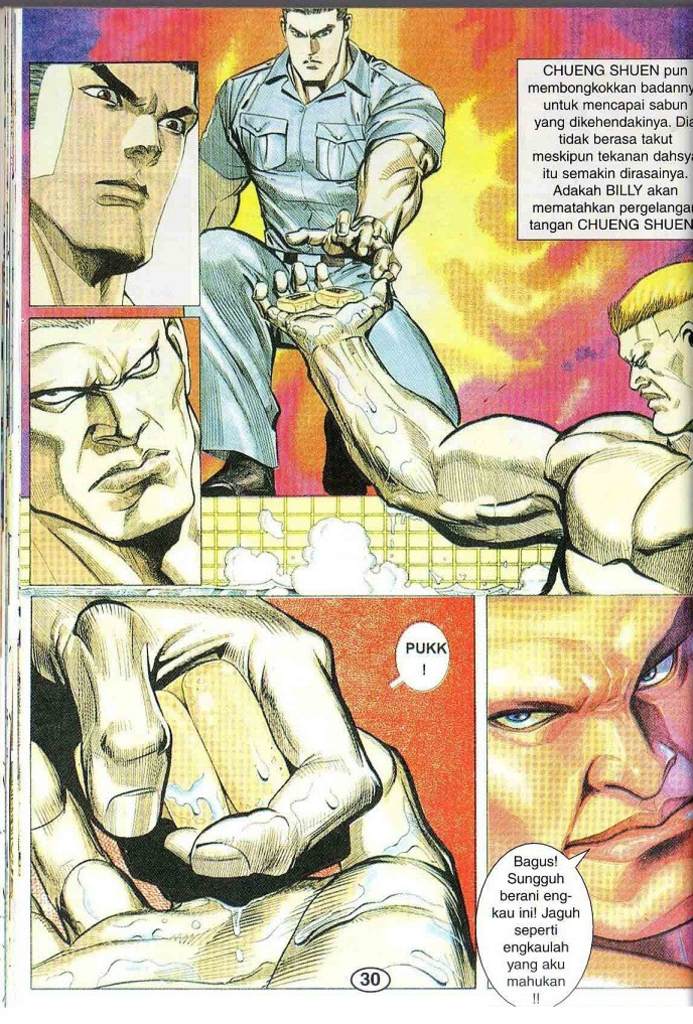 CHUENG SHUEN pun
membongkokkan badanny
untuk mencapai sabun
yang dikehendakinya. Dia
tidak berasa takut
meskipun tekanan dahsya
itu semakin dirasainya.
Adakah BILLY akan
mematahkan pergelangan
tangan CHUENG SHUEN
PUKK
!
Bagus!
Sungguh
berani eng-
kau ini! Jaguh
seperti
engkaulah
yang aku
mahukan
!!
30